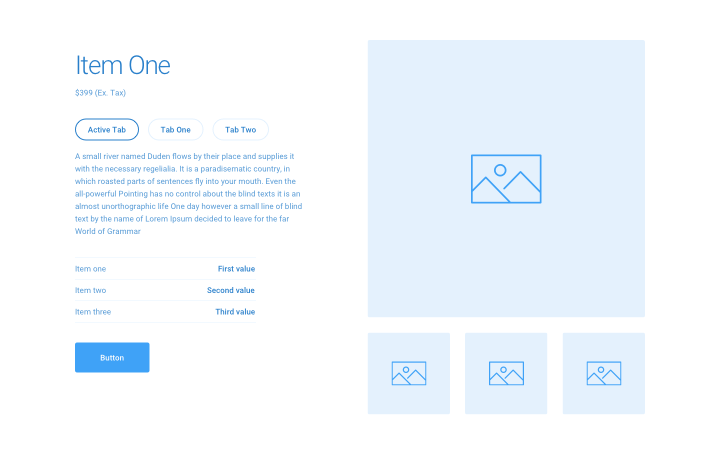 Item One
$399 (Ex. Tax)
Active Tab
Tab One
Tab Two
A small river named Duden flows by their place and supplies it
with the necessary regelialia. It is a paradisematic country, in
which roasted parts of sentences fly into your mouth. Even the
all-powerful Pointing has no control about the blind texts it is an
almost unorthographic life One day however a small line of blind
text by the name of Lorem Ipsum decided to leave for the far
World of Grammar
Item one First value
Item two Second value
Item three Third value
Button